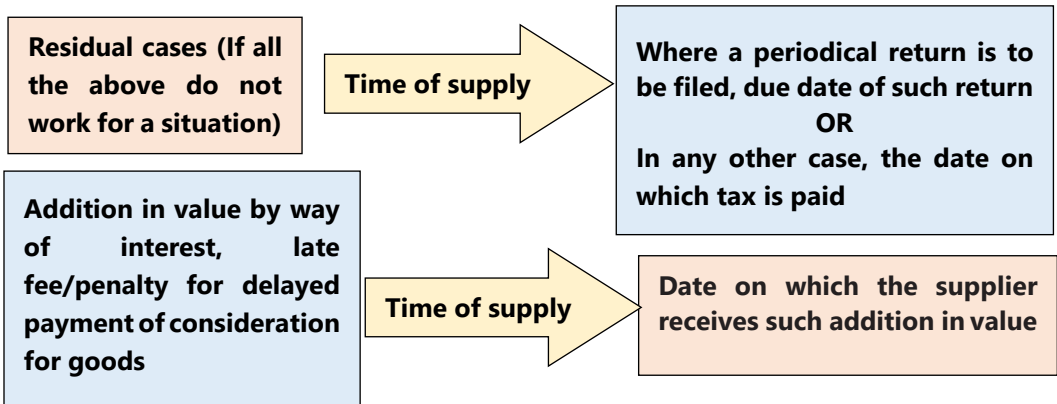 Residual cases (If all
the above do not
work for a situation)
Time of supply
Where a periodical return is to
be filed, due date of such return
OR
In any other case, the date on
which tax is paid
Addition in value by way
of interest, late
fee/penalty for delayed
payment of consideration
for goods
Time of supply
Date on which the supplier
receives such addition in value